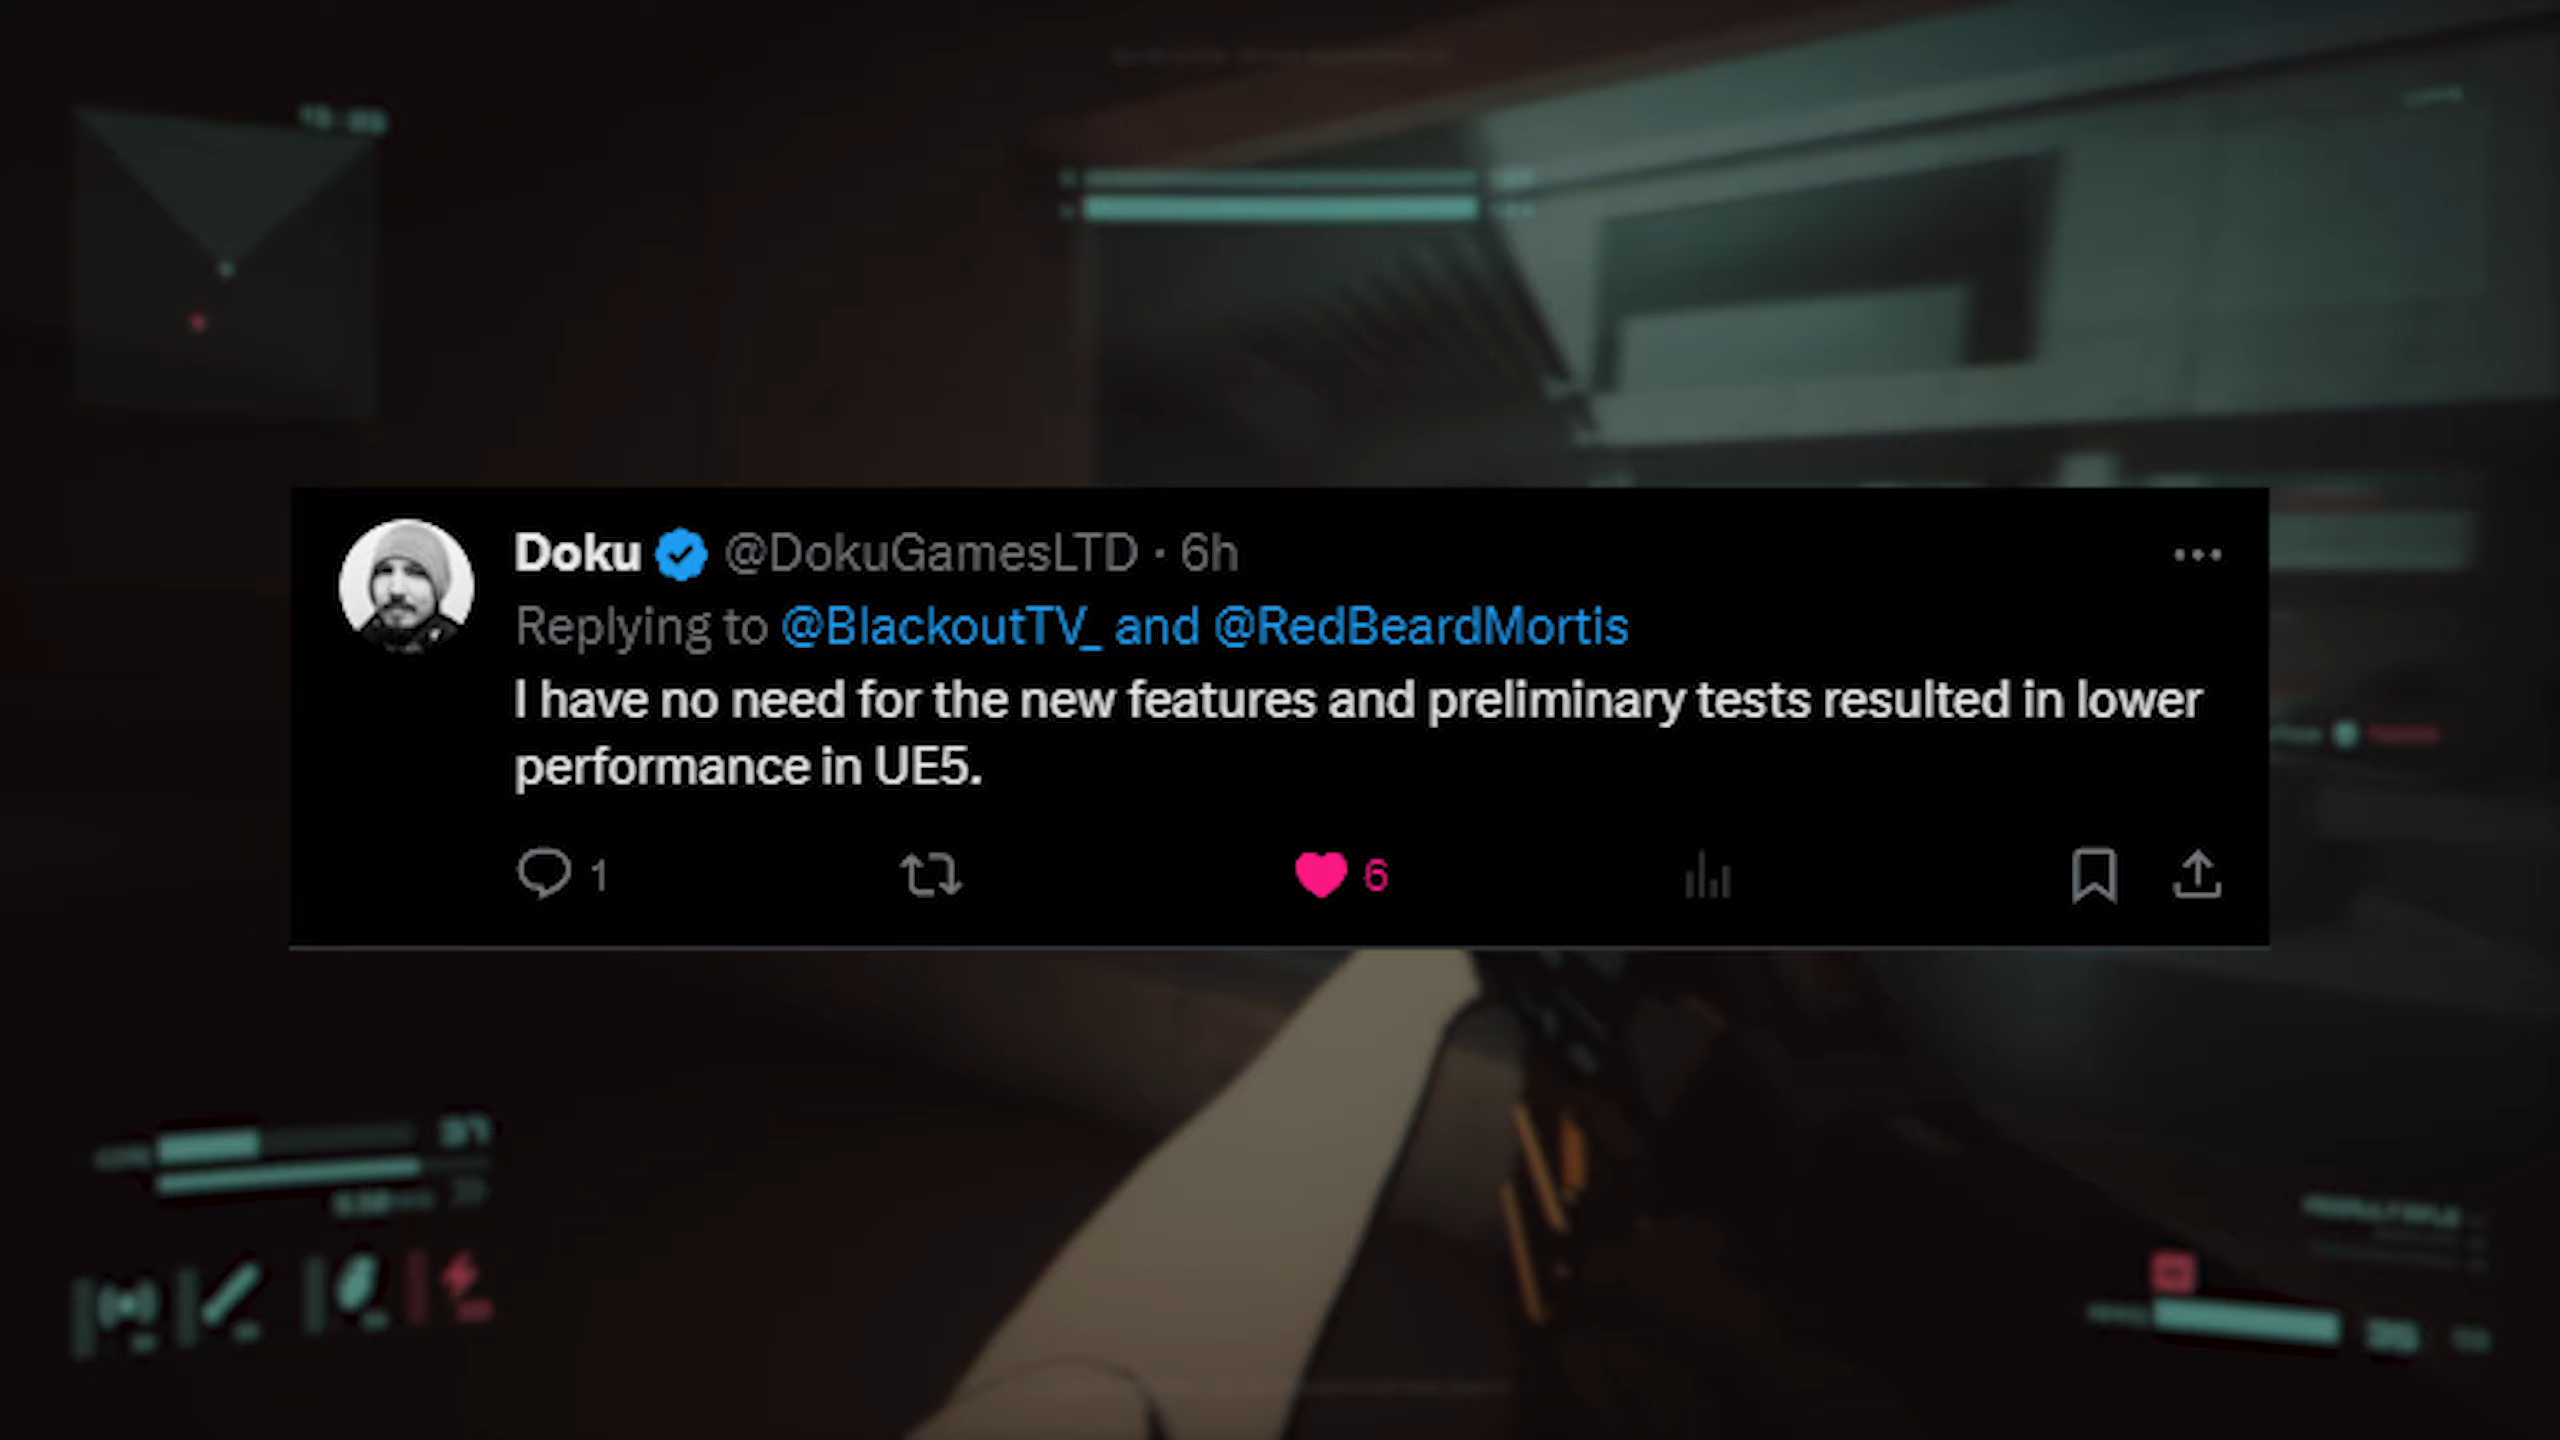 Doku @DokuGamesLTD · 6h
Replying to @BlackoutTV_ and @RedBeardMortis
I have no need for the new features and preliminary tests resulted in lower
performance in UE5.
1 6